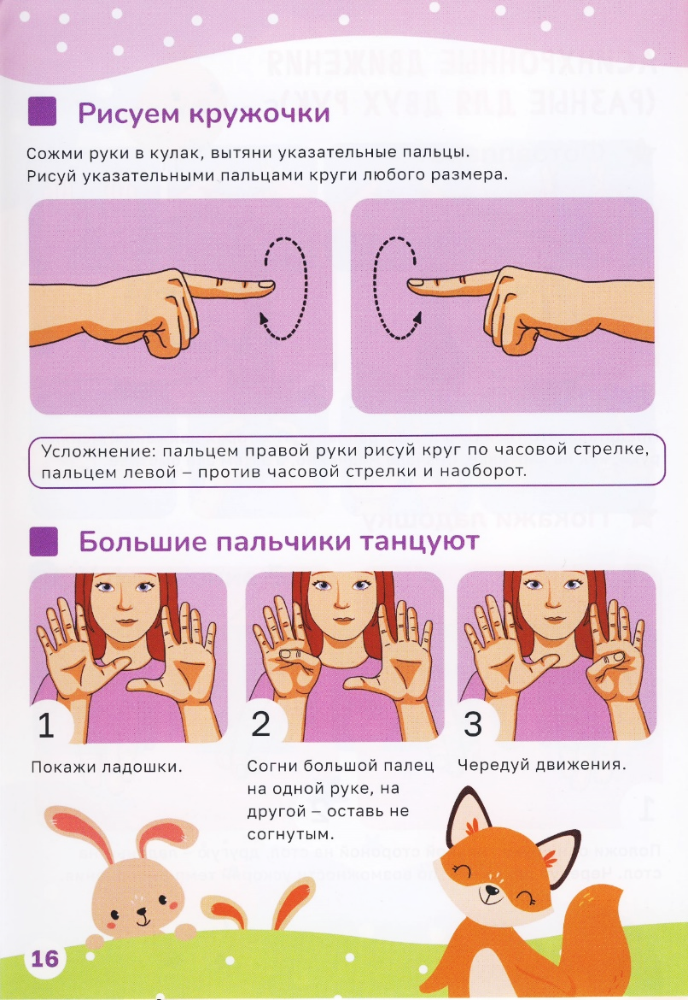 Рисуем кружочки
Сожми руки в кулак, вытяни указательные пальцы.
Рисуй указательными пальцами круги любого размера.
Усложнение: пальцем правой руки рисуй круг по часовой стрелке,
пальцем левой – против часовой стрелки и наоборот.
Большие пальчики танцуют
1
2
3
Покажи ладошки.
Согни большой палец
на одной руке, на
другой – оставь не
согнутым.
Чередуй движения.
16